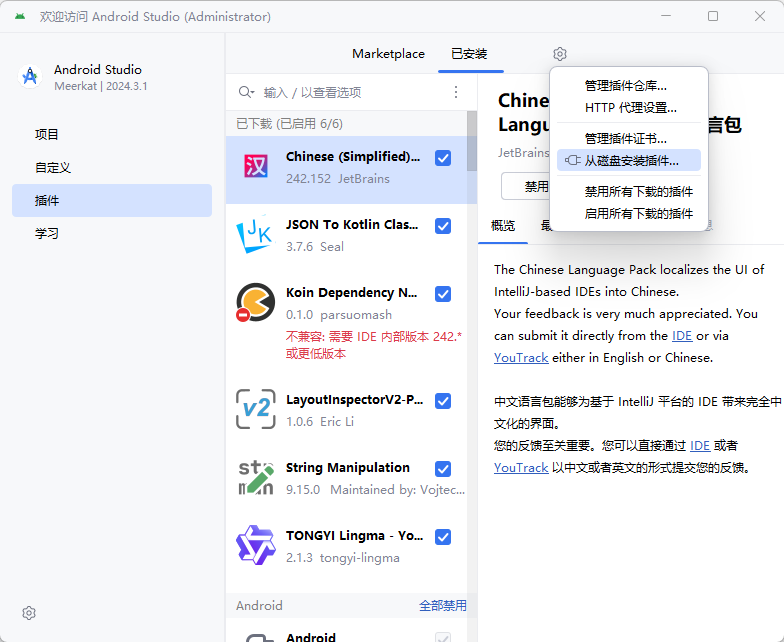 欢迎访问 Android Studio (Administrator)
Android Studio
Meerkat | 2024.3.1
项目
自定义
插件
学习
Marketplace
已安装
输入 / 以查看选项
已下载 (已启用 6/6)
汉
Chinese (Simplified)...
242.152 JetBrains
JK
JSON To Kotlin Clas...
3.7.6 Seal
Koin Dependency N...
0.1.0 parsuomash
不兼容: 需要 IDE 内部版本 242.*
或更低版本
v2
LayoutInspectorV2-P...
1.0.6 Eric Li
String Manipulation
9.15.0 Maintained by: Vojtec...
TONGYI Lingma - Yo...
2.1.3 tongyi-lingma
Android
全部禁用
Android
管理插件仓库...
HTTP 代理设置...
管理插件证书...
从磁盘安装插件...
禁用所有下载的插件
启用所有下载的插件
Chine
Langu
言包
JetBrains
禁用
概览
The Chinese Language Pack localizes the UI of
IntelliJ-based IDEs into Chinese.
Your feedback is very much appreciated. You
can submit it directly from the IDE or via
YouTrack either in English or Chinese.
中文语言包能够为基于 IntelliJ 平台的 IDE 带来完全中
文化的界面。
您的反馈至关重要。您可以直接通过 IDE 或者
YouTrack 以中文或者英文的形式提交您的反馈。